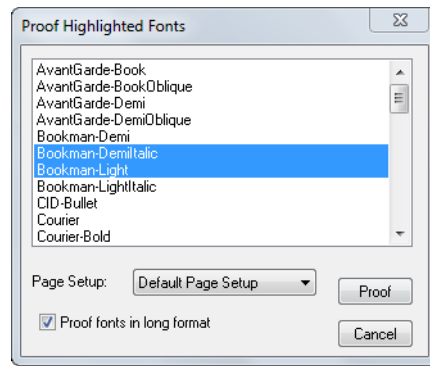 Proof Highlighted Fonts
AvantGarde-Book
AvantGarde-BookOblique
AvantGarde-Demi
AvantGarde-DemiOblique
Bookman-Demi
Bookman-DemiItalic
Bookman-Light
Bookman-LightItalic
CID-Bullet
Courier
Courier-Bold
Page Setup: Default Page Setup
Proof
Proof fonts in long format
Cancel